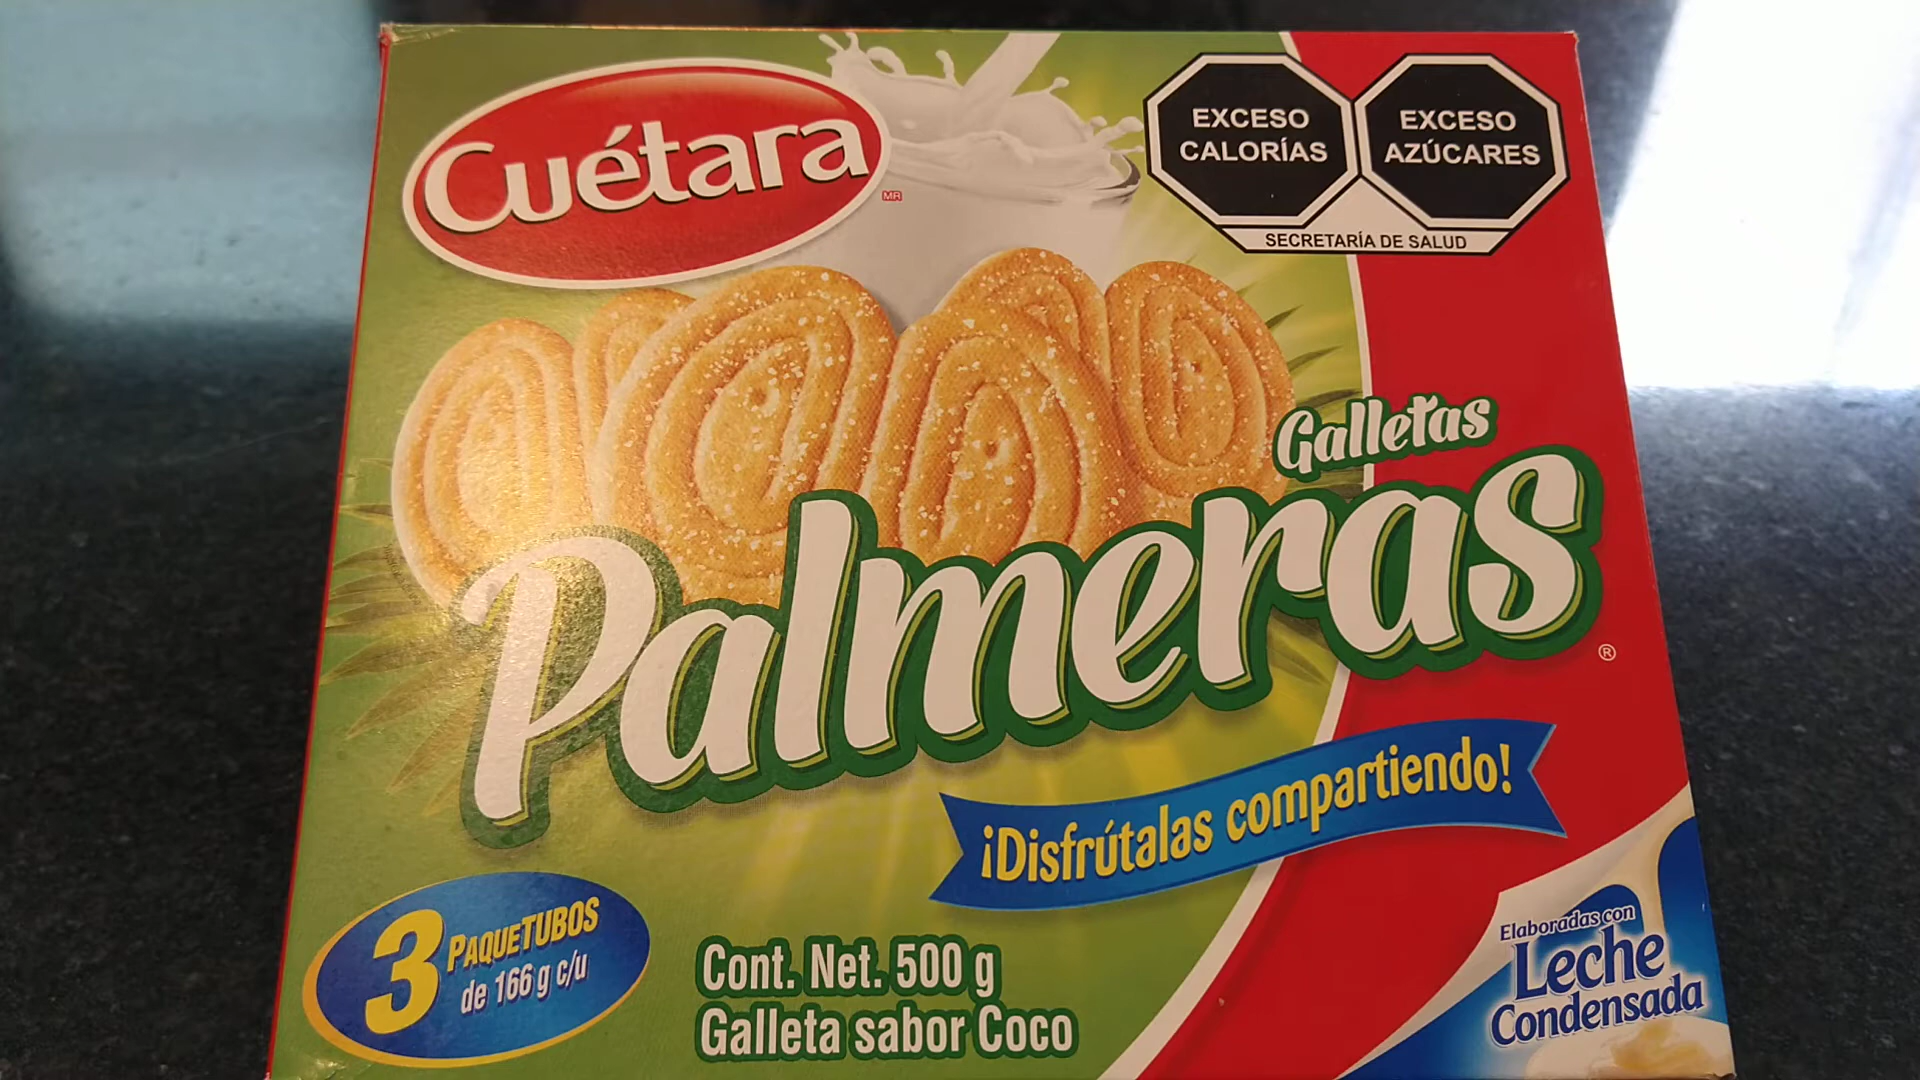 Cuétara
MR
EXCESO
CALORÍAS
EXCESO
AZÚCARES
SECRETARÍA DE SALUD
Galletas
Palmeras
®
¡Disfrútalas compartiendo!
3 PAQUETUBOS
de 166 g c/u
Cont. Net. 500 g
Galleta sabor Coco
Elaboradas con
Leche
Condensada